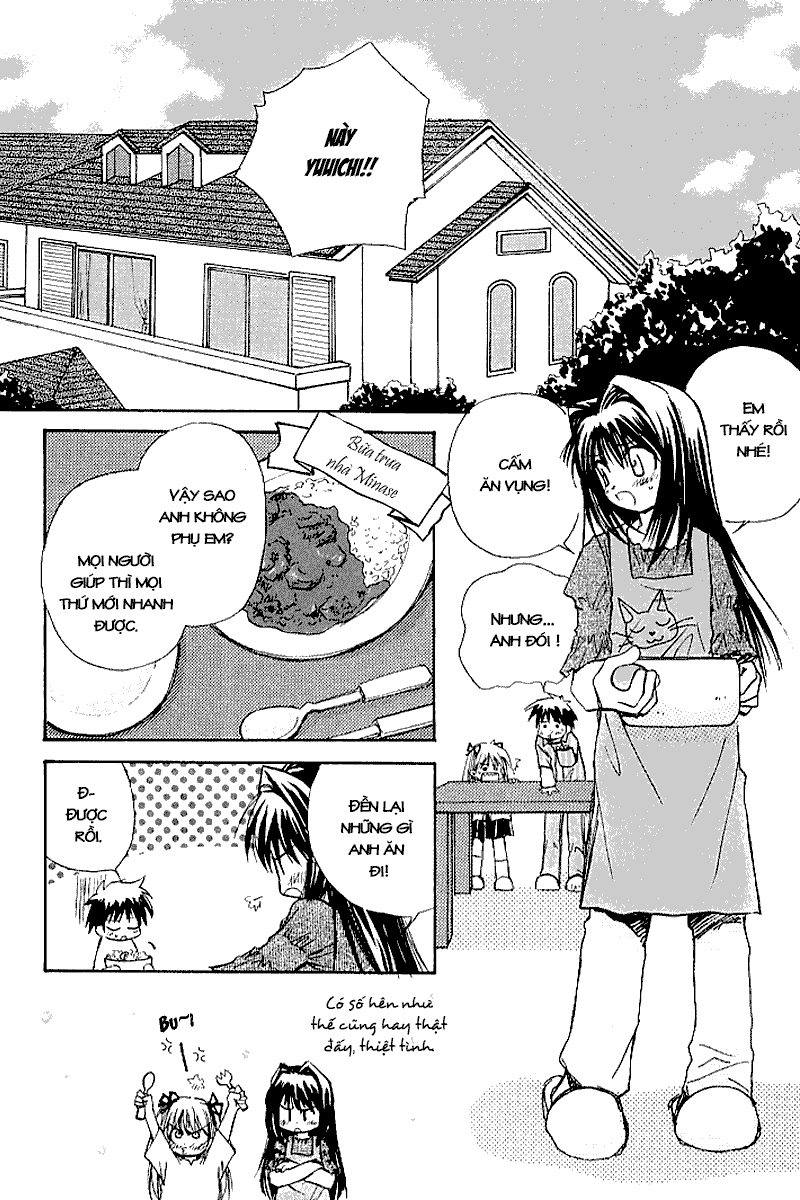 NÀY
YUUICHI!!
EM
THẤY RỒI
NHÉ!
CẤM
ĂN VỤNG!
NHƯNG...
ANH ĐÓI !
Bữa trưa
nhà Minase
VẬY SAO
ANH KHÔNG
PHỤ EM?
MỌI NGƯỜI
GIÚP THÌ MỌI
THỨ MỚI NHANH
ĐƯỢC.
ĐỀN LẠI
NHỮNG GÌ
ANH ĂN
ĐI!
Đ-
ĐƯỢC
RỒI.
Có số hên như
thế cũng hay thật
đấy, thiệt tình
BU~!